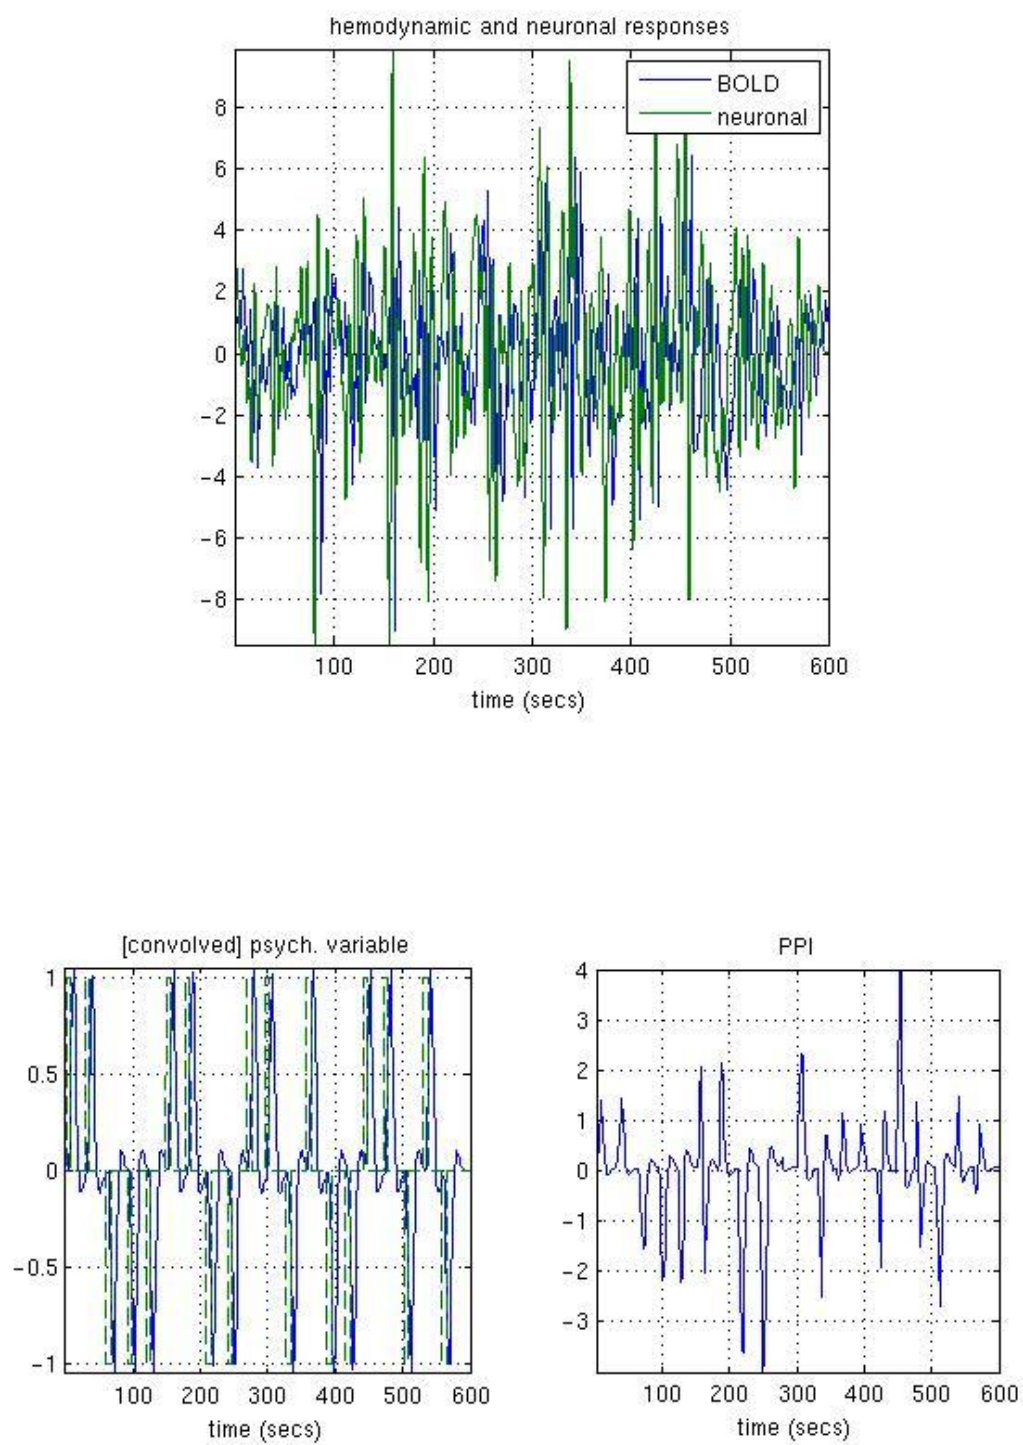 hemodynamic and neuronal responses
BOLD
neuronal
8
6
4
2
0
−2
−4
−6
−8
100 200 300 400 500 600
time (secs)
[convolved] psych. variable
1
0.5
0
−0.5
−1
100 200 300 400 500 600
time (secs)
PPI
4
3
2
1
0
−1
−2
−3
100 200 300 400 500 600
time (secs)